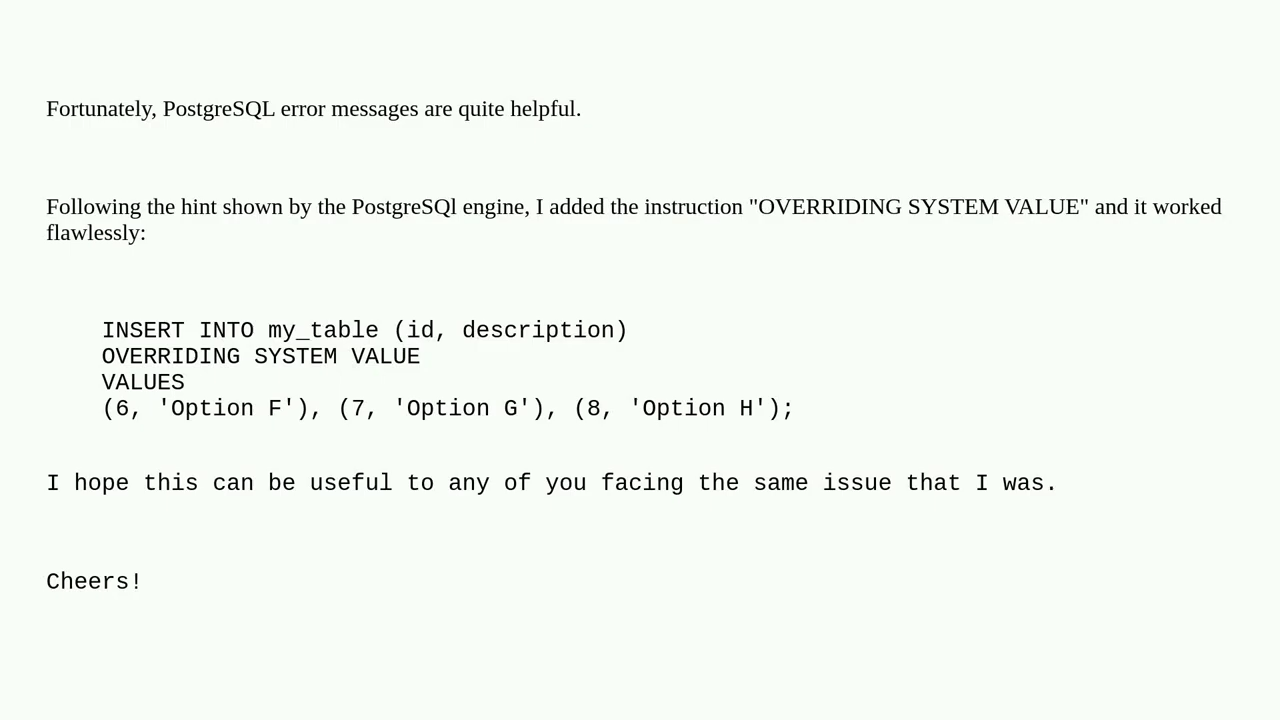 Fortunately, PostgreSQL error messages are quite helpful.
Following the hint shown by the PostgreSQl engine, I added the instruction "OVERRIDING SYSTEM VALUE" and it worked
flawlessly:
INSERT INTO my_table (id, description)
OVERRIDING SYSTEM VALUE
VALUES
(6, 'Option F'), (7, 'Option G'), (8, 'Option H');
I hope this can be useful to any of you facing the same issue that I was.
Cheers!